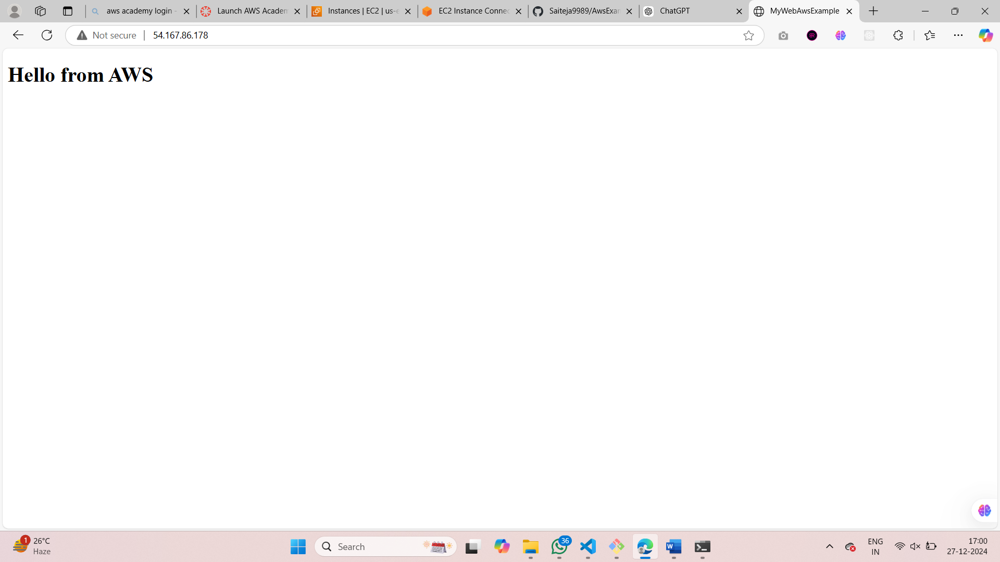 aws academy login -
Launch AWS Academ
Instances | EC2 | us-e
EC2 Instance Connec
Saiteja9989/AwsExam
ChatGPT
MyWebAwsExample
Not secure
54.167.86.178
Hello from AWS
1
26°C
Haze
Search
36
ENG
IN
17:00
27-12-2024